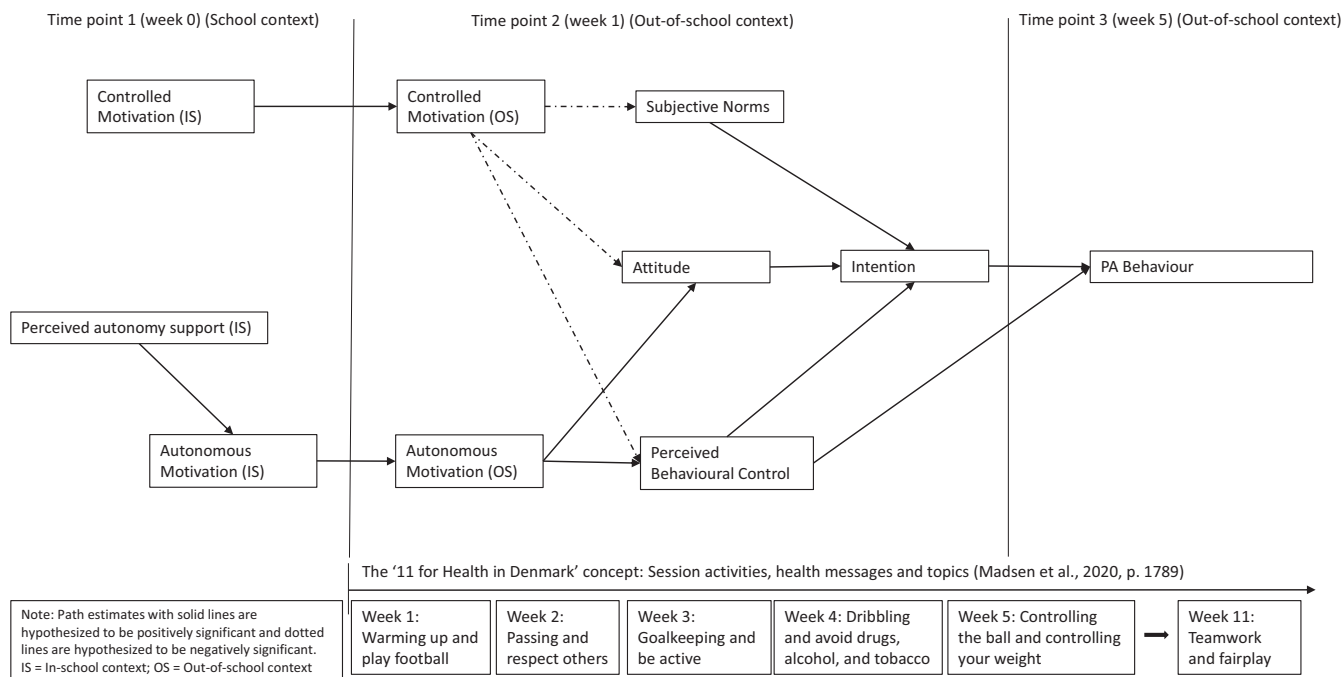 Time point 1 (week 0) (School context)
Time point 2 (week 1) (Out-of-school context)
Time point 3 (week 5) (Out-of-school context)
Controlled
Motivation (IS)
Controlled
Motivation (OS)
Subjective Norms
Attitude
Intention
PA Behaviour
Perceived autonomy support (IS)
Autonomous
Motivation (IS)
Autonomous
Motivation (OS)
Perceived
Behavioural Control
The '11 for Health in Denmark' concept: Session activities, health messages and topics (Madsen et al., 2020, p. 1789)
Note: Path estimates with solid lines are
hypothesized to be positively significant and dotted
lines are hypothesized to be negatively significant.
IS = In-school context; OS = Out-of-school context
Week 1:
Warming up and
play football
Week 2:
Passing and
respect others
Week 3:
Goalkeeping and
be active
Week 4: Dribbling
and avoid drugs,
alcohol, and tobacco
Week 5: Controlling
the ball and controlling
your weight
Week 11:
Teamwork
and fairplay